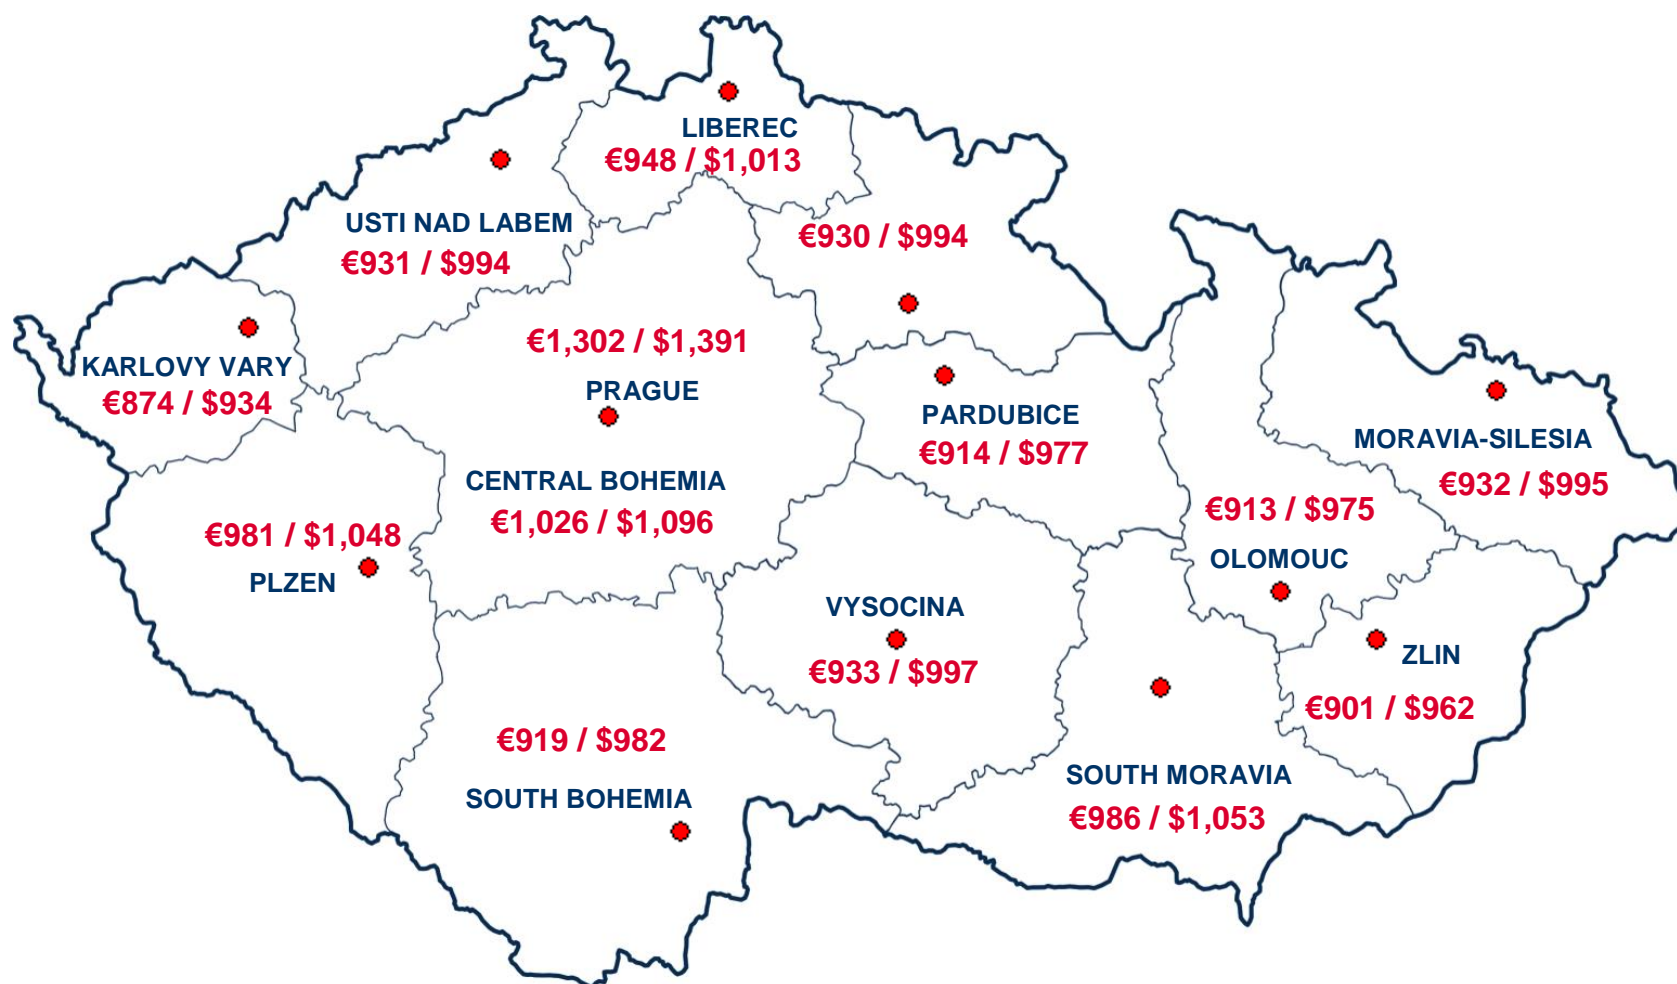 LIBEREC
€948 / $1,013
USTI NAD LABEM
€931 / $994
€930 / $994
KARLOVY VARY
€874 / $934
€1,302 / $1,391
PRAGUE
PARDUBICE
€914 / $977
MORAVIA-SILESIA
€932 / $995
CENTRAL BOHEMIA
€1,026 / $1,096
€913 / $975
OLOMOUC
€981 / $1,048
PLZEN
VYSOCINA
€933 / $997
ZLIN
€901 / $962
€919 / $982
SOUTH BOHEMIA
SOUTH MORAVIA
€986 / $1,053